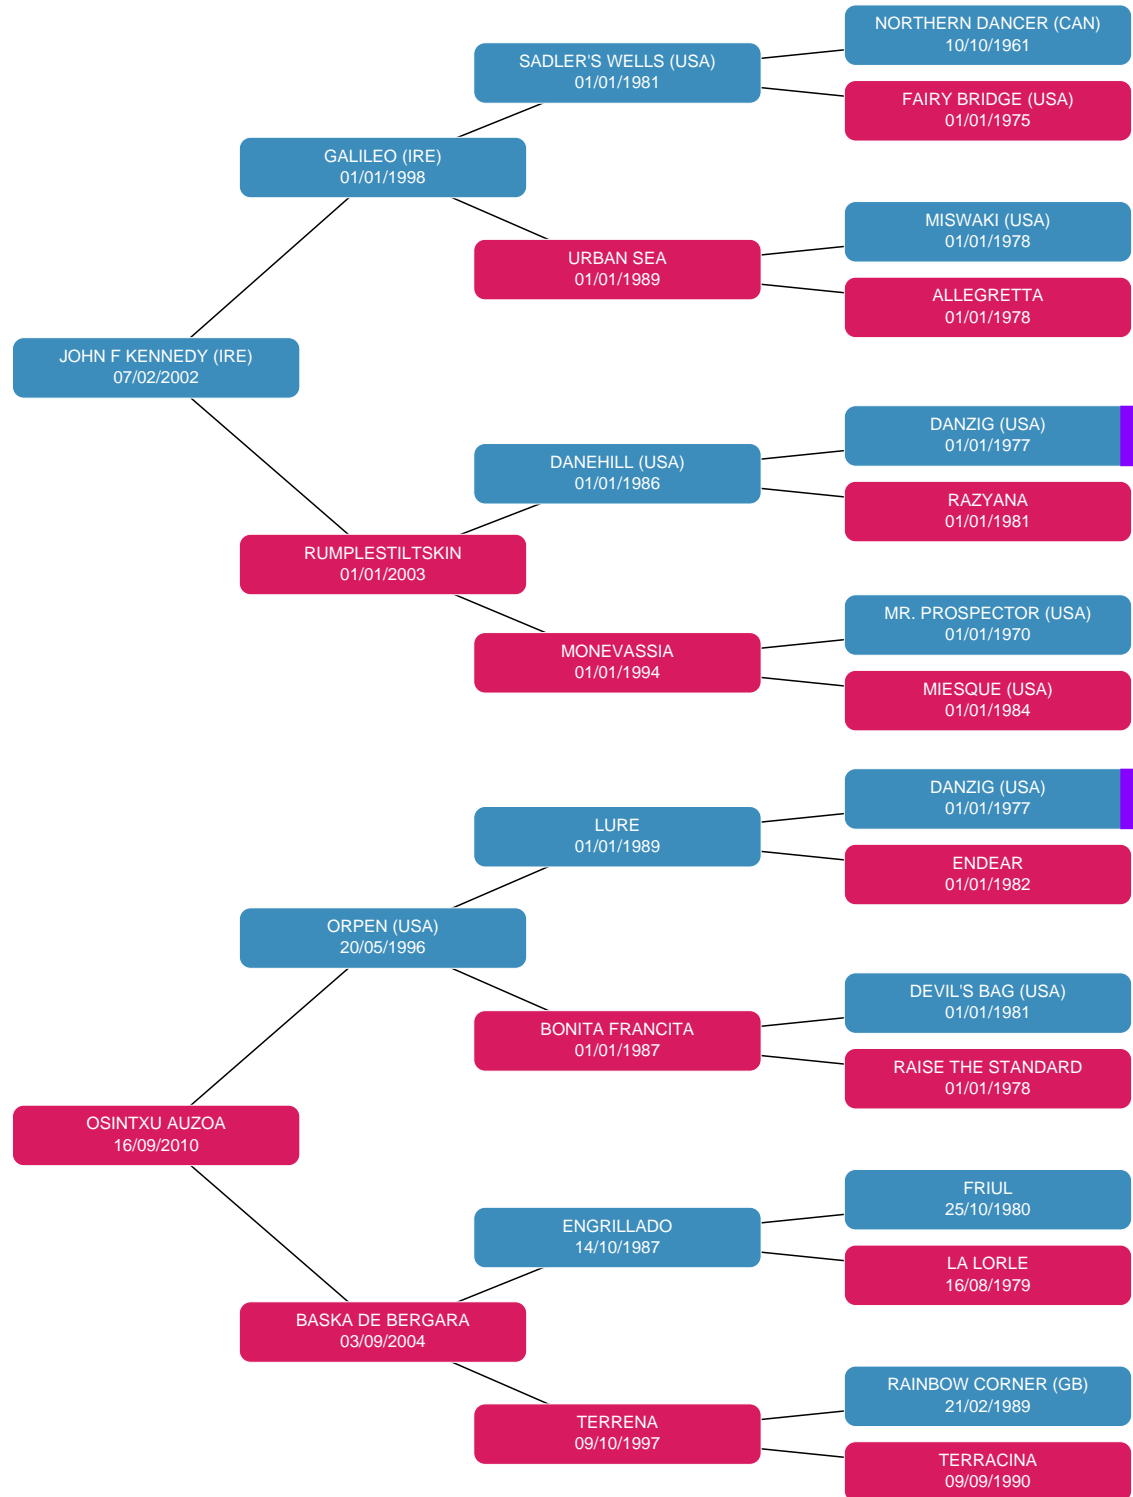 NORTHERN DANCER (CAN)
10/10/1961
SADLER'S WELLS (USA)
01/01/1981
FAIRY BRIDGE (USA)
01/01/1975
GALILEO (IRE)
01/01/1998
MISWAKI (USA)
01/01/1978
URBAN SEA
01/01/1989
ALLEGRETTA
01/01/1978
JOHN F KENNEDY (IRE)
07/02/2002
DANZIG (USA)
01/01/1977
DANEHILL (USA)
01/01/1986
RAZYANA
01/01/1981
RUMPLESTILTSKIN
01/01/2003
MR. PROSPECTOR (USA)
01/01/1970
MONEVASSIA
01/01/1994
MIESQUE (USA)
01/01/1984
DANZIG (USA)
01/01/1977
LURE
01/01/1989
ENDEAR
01/01/1982
ORPEN (USA)
20/05/1996
DEVIL'S BAG (USA)
01/01/1981
BONITA FRANCITA
01/01/1987
RAISE THE STANDARD
01/01/1978
OSINTXU AUZOA
16/09/2010
FRIUL
25/10/1980
ENGRILLADO
14/10/1987
LA LORLE
16/08/1979
BASKA DE BERGARA
03/09/2004
RAINBOW CORNER (GB)
21/02/1989
TERRENA
09/10/1997
TERRACINA
09/09/1990